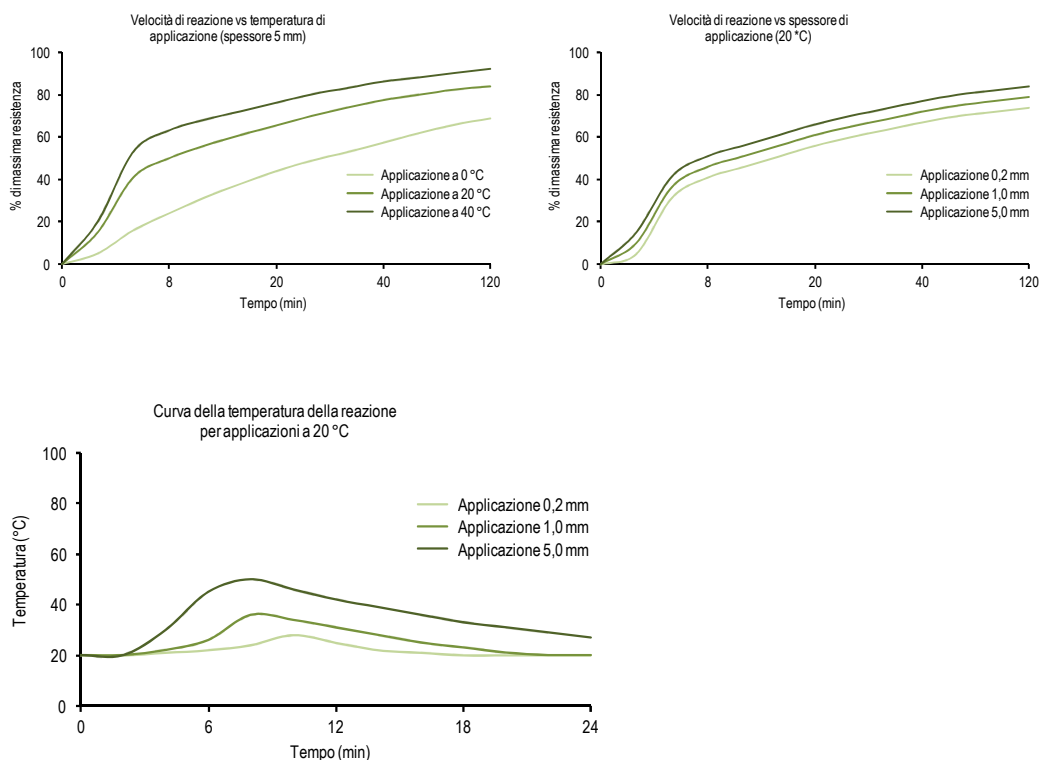 Velocità di reazione vs temperatura di
applicazione (spessore 5 mm)
100
80
60
40
20
0
% di massima resistenza
Applicazione a 0 °C
Applicazione a 20 °C
Applicazione a 40 °C
0 8 20 40 120
Tempo (min)
Velocità di reazione vs spessore di
applicazione (20 °C)
100
80
60
40
20
0
% di massima resistenza
Applicazione 0,2 mm
Applicazione 1,0 mm
Applicazione 5,0 mm
0 8 20 40 120
Tempo (min)
Curva della temperatura della reazione
per applicazioni a 20 °C
100
80
60
40
20
0
Temperatura (°C)
Applicazione 0,2 mm
Applicazione 1,0 mm
Applicazione 5,0 mm
0 6 12 18 24
Tempo (min)